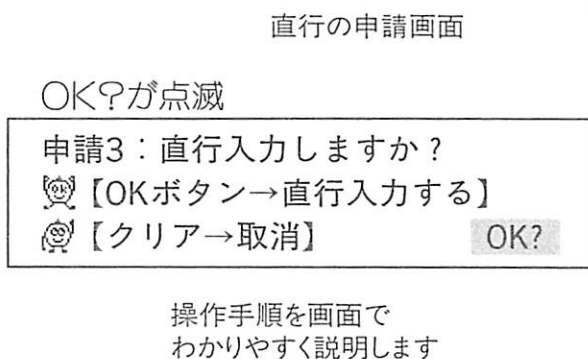 直行の申請画面
OK?が点滅
申請3：直行入力しますか？
OK【OKボタン→直行入力する】
【クリア→取消】 OK?
操作手順を画面で
わかりやすく説明します